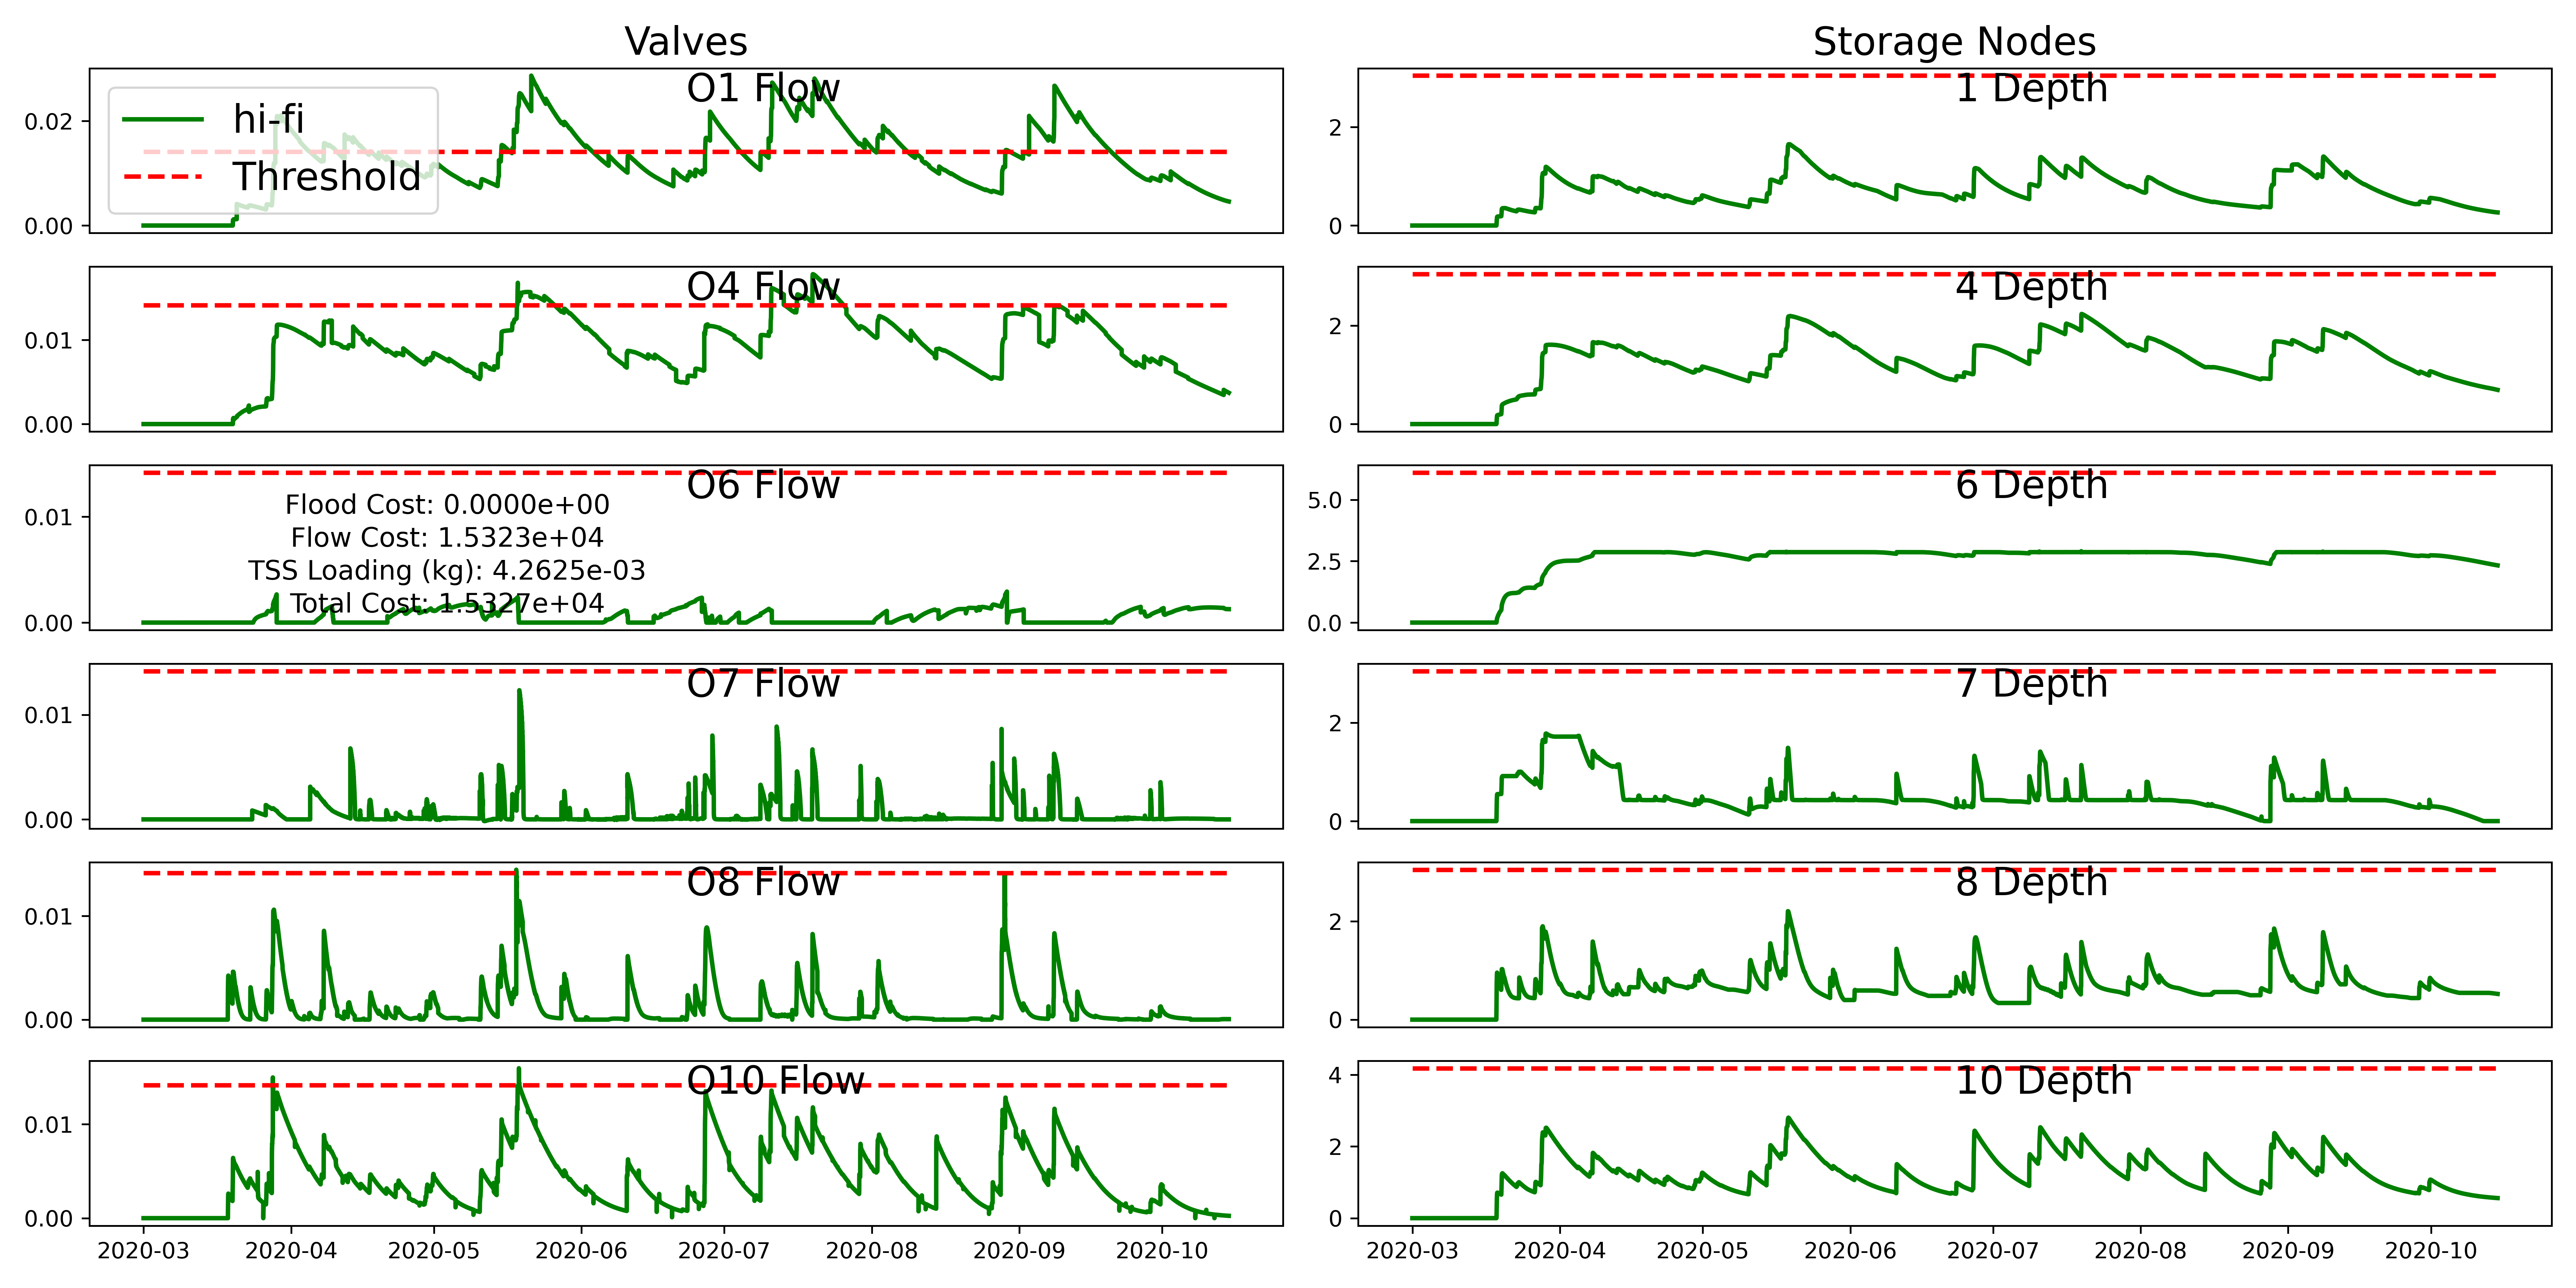 Valves
Storage Nodes
O1 Flow
hi-fi
Threshold
0.02
0.00
1 Depth
2
0
O4 Flow
0.01
0.00
4 Depth
2
0
O6 Flow
Flood Cost: 0.0000e+00
Flow Cost: 1.5323e+04
TSS Loading (kg): 4.2625e-03
Total Cost: 1.5327e+04
0.01
0.00
6 Depth
5.0
2.5
0.0
O7 Flow
0.01
0.00
7 Depth
2
0
O8 Flow
0.01
0.00
8 Depth
2
0
O10 Flow
0.01
0.00
2020-03 2020-04 2020-05 2020-06 2020-07 2020-08 2020-09 2020-10
10 Depth
4
2
0
2020-03 2020-04 2020-05 2020-06 2020-07 2020-08 2020-09 2020-10